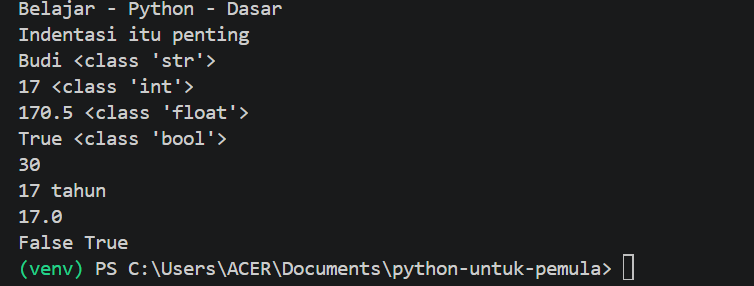 Belajar - Python - Dasar
Indentasi itu penting
Budi <class 'str'>
17 <class 'int'>
170.5 <class 'float'>
True <class 'bool'>
30
17 tahun
17.0
False True
(venv) PS C:\Users\ACER\Documents\python-untuk-pemula>